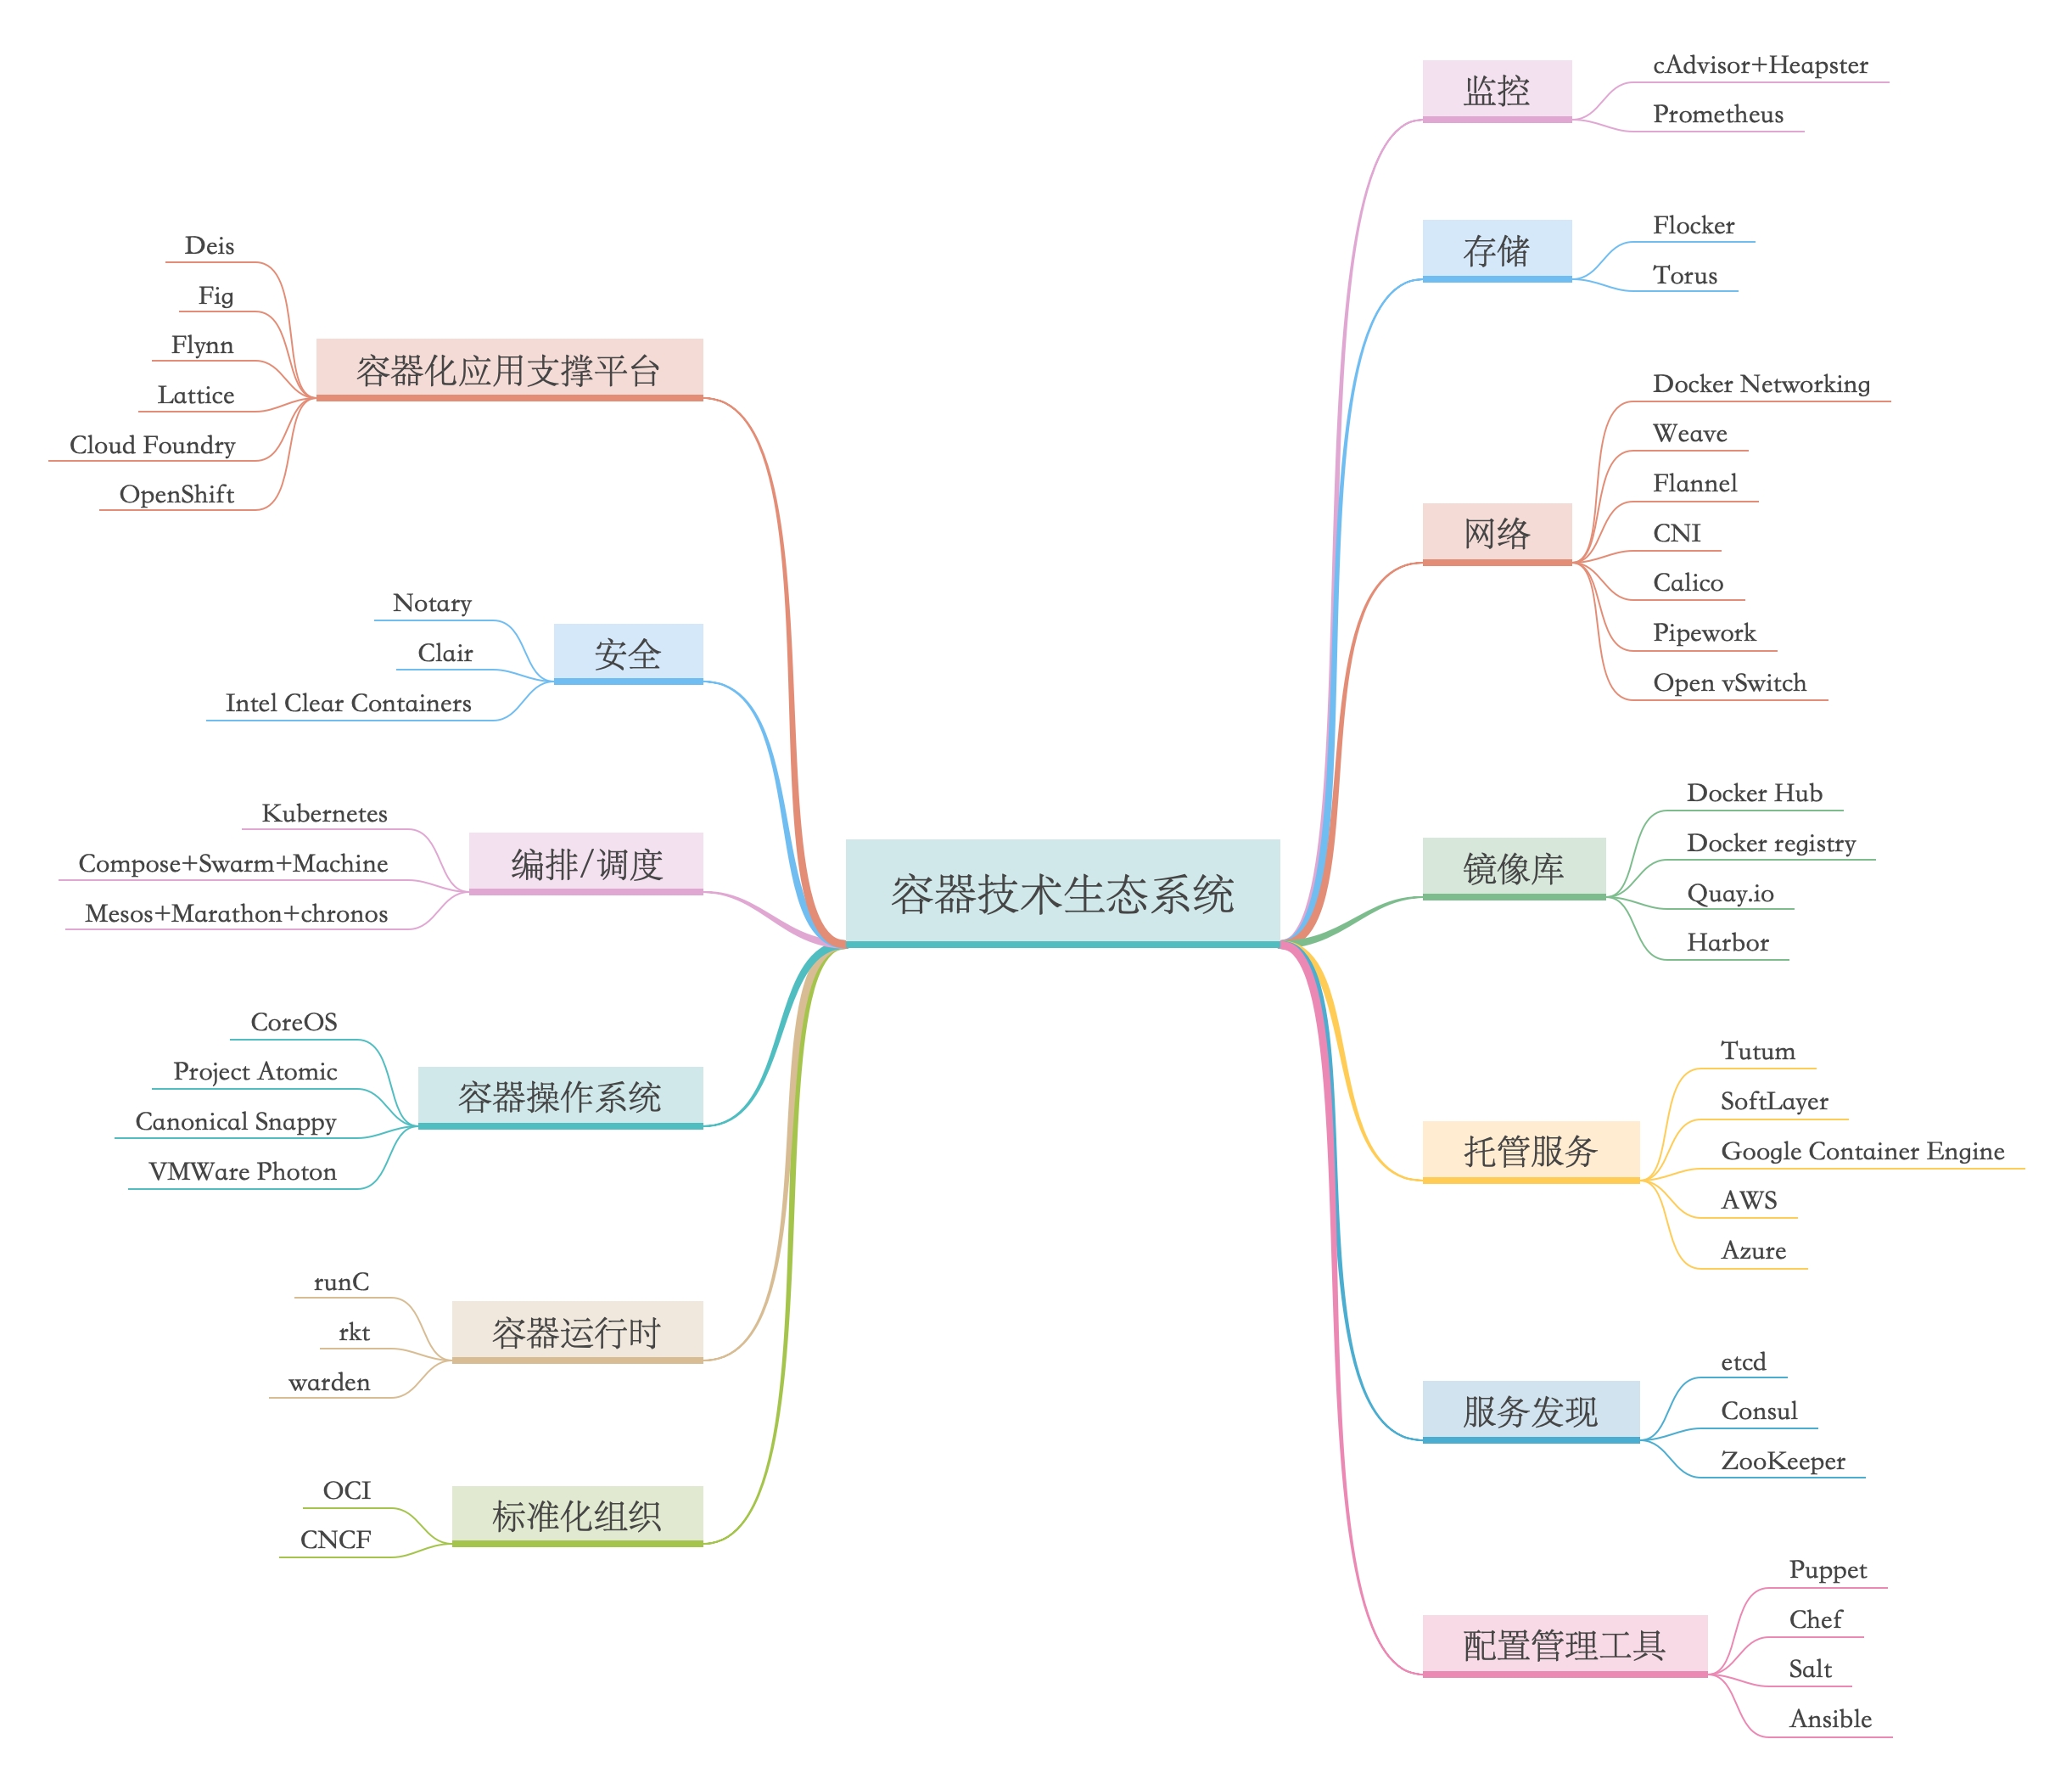 容器技术生态系统
容器化应用支撑平台
Deis
Fig
Flynn
Lattice
Cloud Foundry
OpenShift
安全
Notary
Clair
Intel Clear Containers
编排/调度
Kubernetes
Compose+Swarm+Machine
Mesos+Marathon+chronos
容器操作系统
CoreOS
Project Atomic
Canonical Snappy
VMWare Photon
容器运行时
runC
rkt
warden
标准化组织
OCI
CNCF
监控
cAdvisor+Heapster
Prometheus
存储
Flocker
Torus
网络
Docker Networking
Weave
Flannel
CNI
Calico
Pipework
Open vSwitch
镜像库
Docker Hub
Docker registry
Quay.io
Harbor
托管服务
Tutum
SoftLayer
Google Container Engine
AWS
Azure
服务发现
etcd
Consul
ZooKeeper
配置管理工具
Puppet
Chef
Salt
Ansible